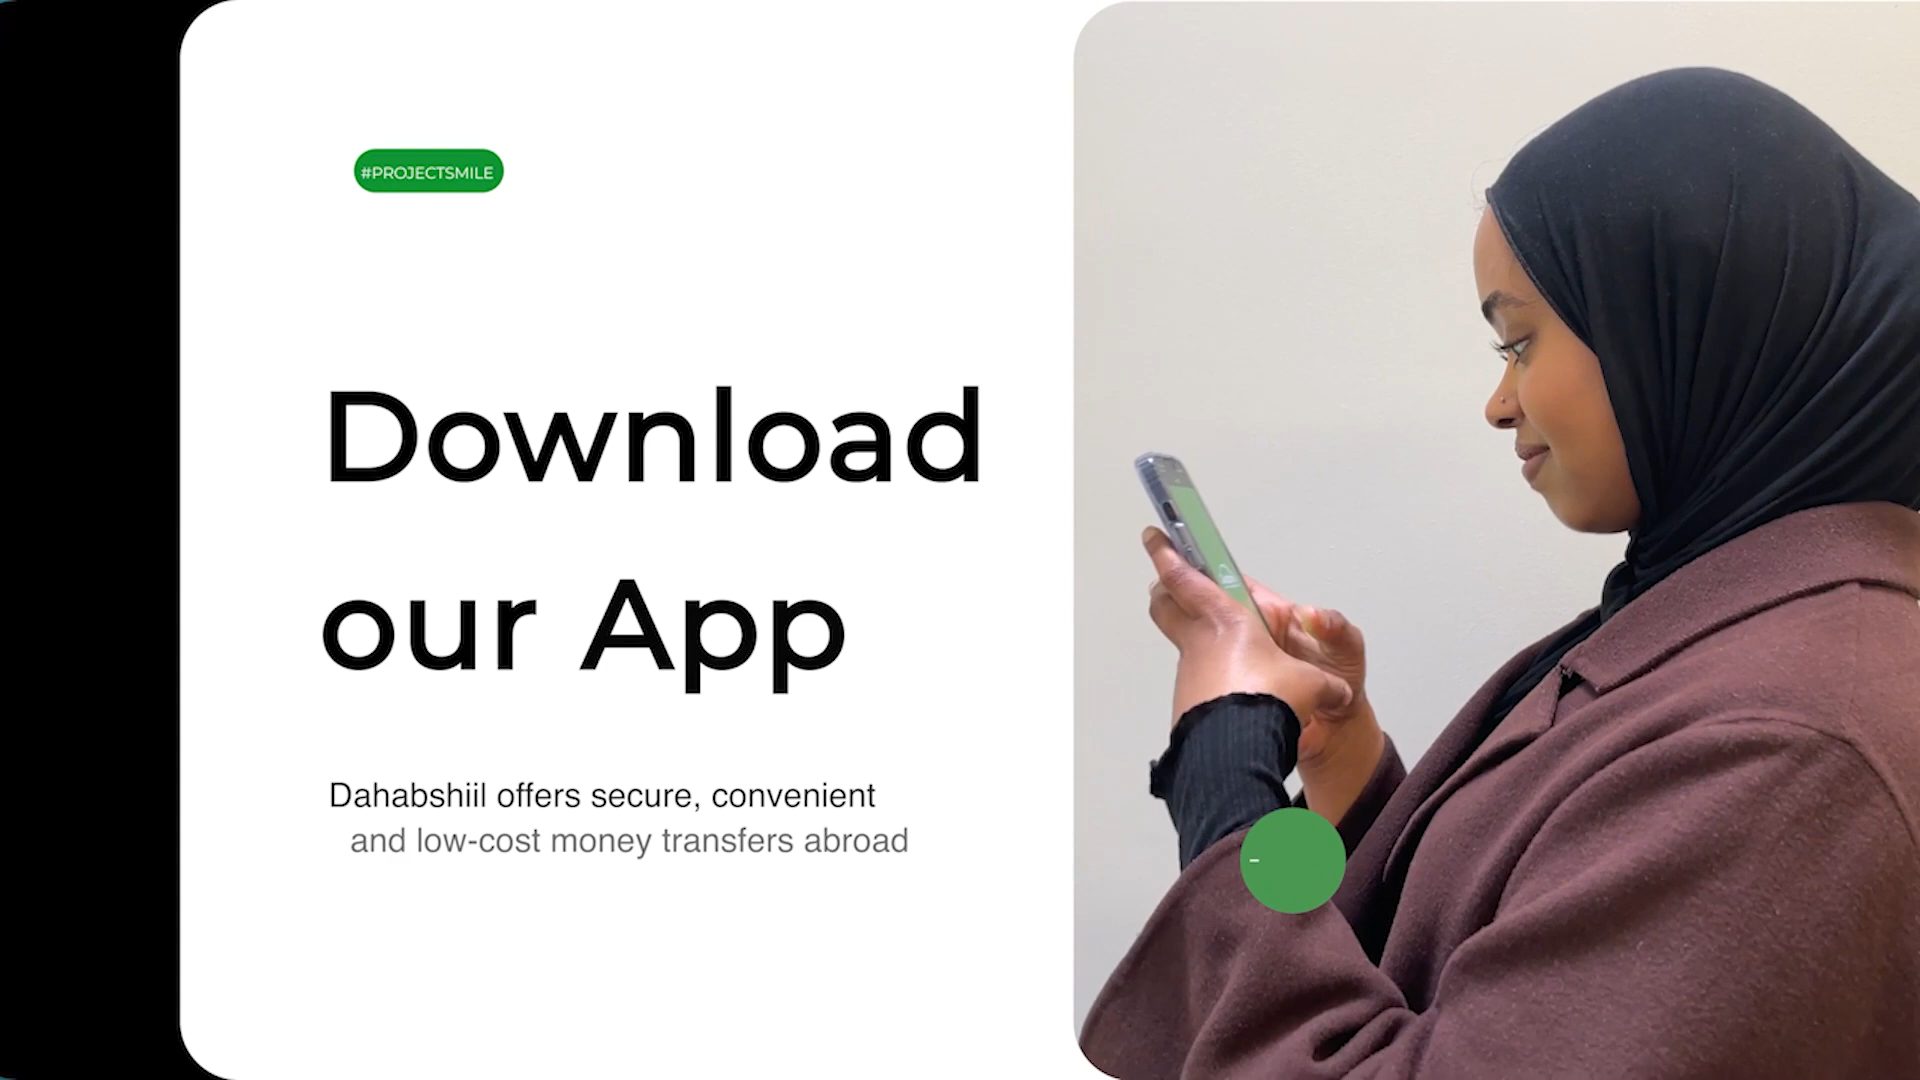 #PROJECTSMILE
Download
our App
Dahabshiil offers secure, convenient
and low-cost money transfers abroad